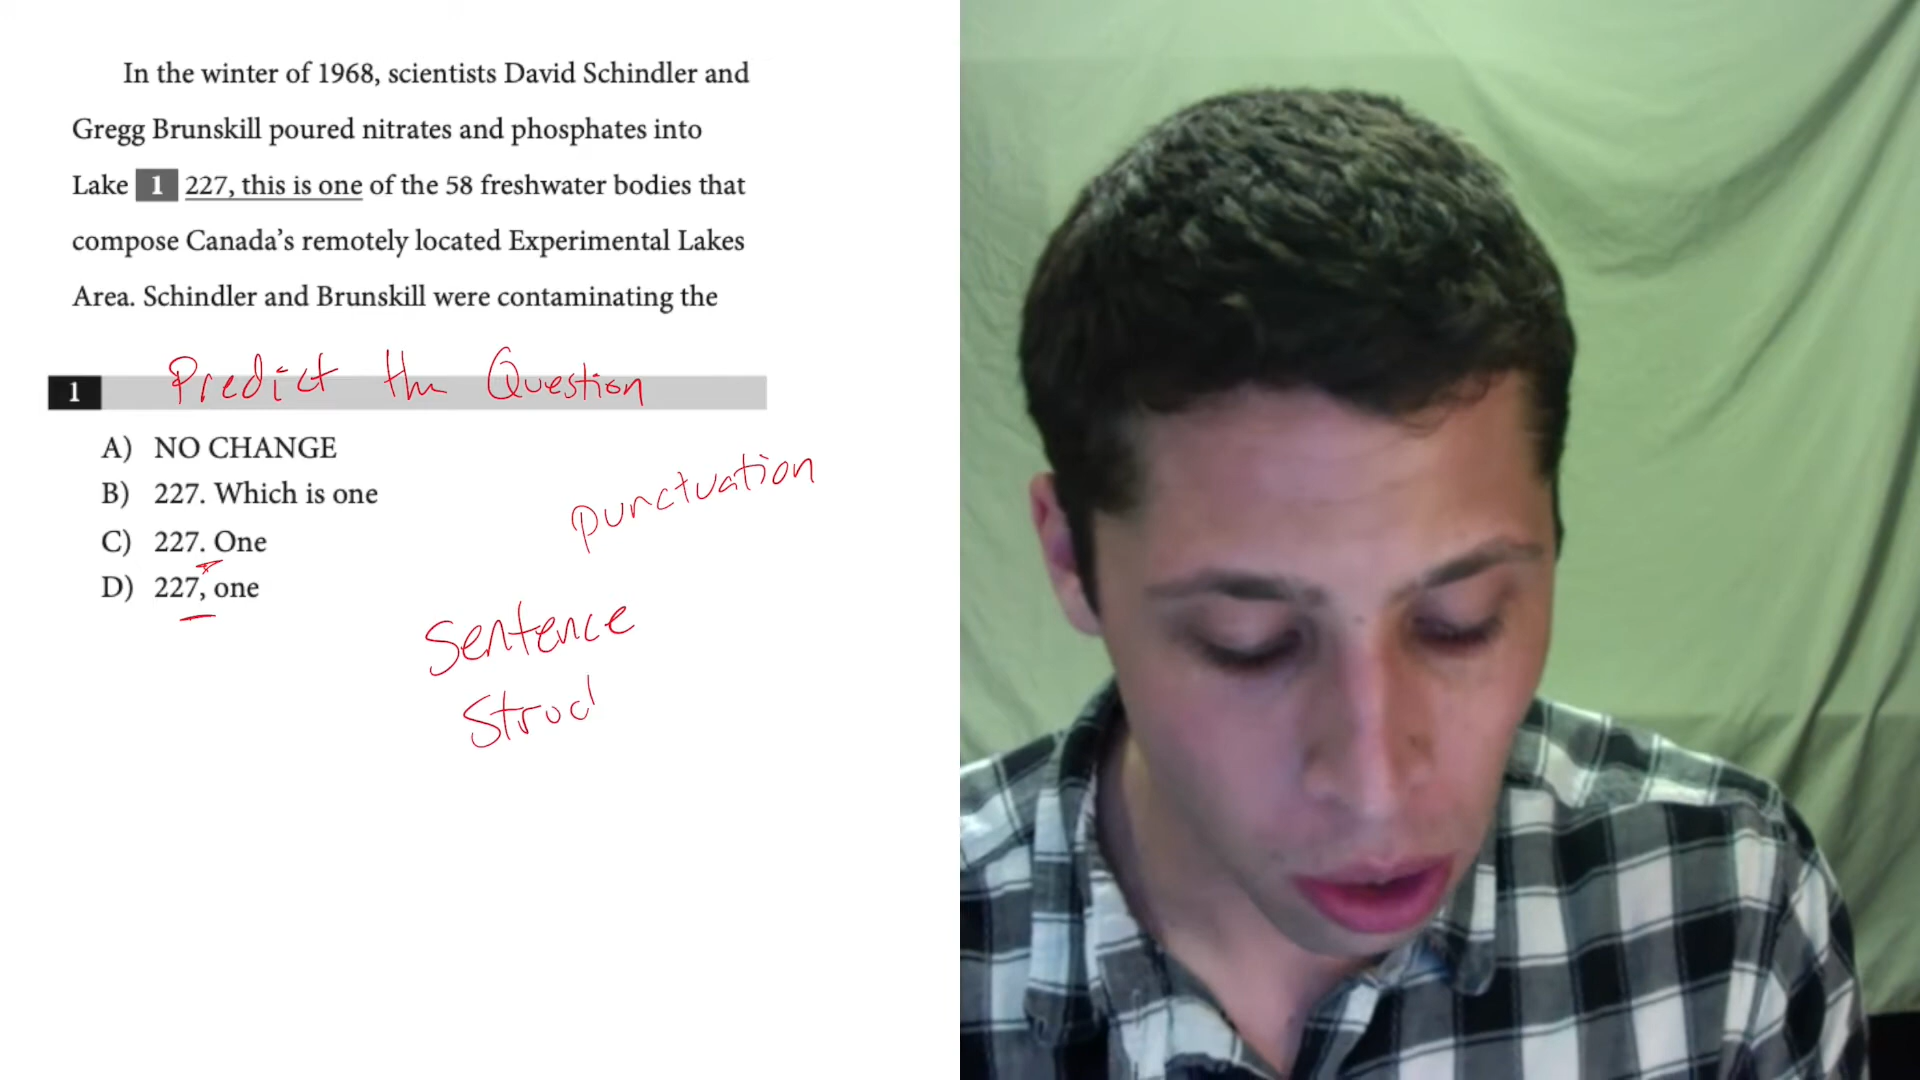 In the winter of 1968, scientists David Schindler and
Gregg Brunskill poured nitrates and phosphates into
Lake 1 227, this is one of the 58 freshwater bodies that
compose Canada's remotely located Experimental Lakes
Area. Schindler and Brunskill were contaminating the
1 Predict the Question
A) NO CHANGE
B) 227. Which is one
C) 227. One
D) 227, one
punctuation
Sentence
Struc